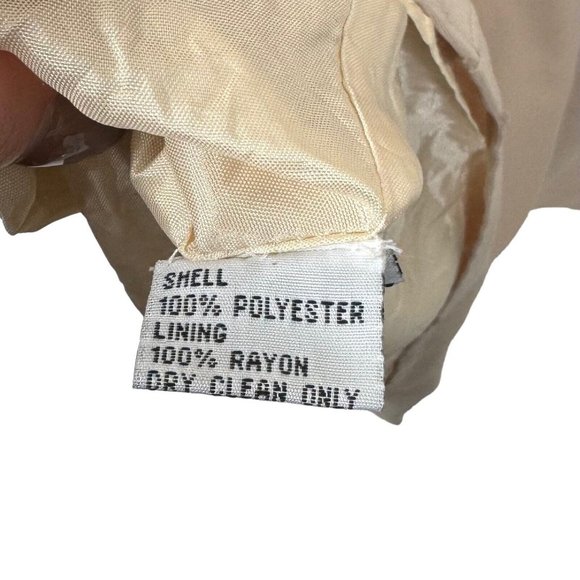 SHELL
100% POLYESTER
LINING
100% RAYON
DRY CLEAN ONLY